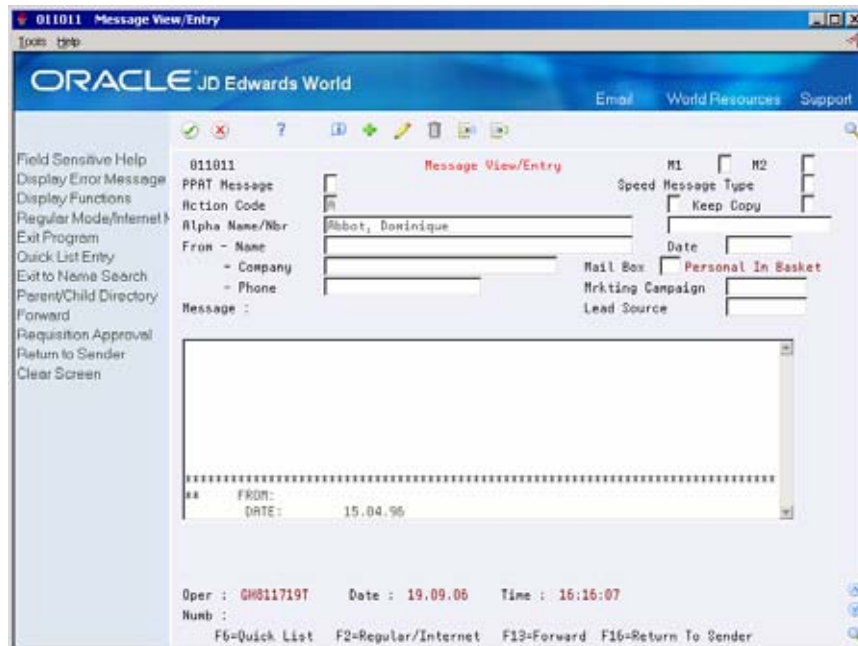 011011 Message View/Entry
Tools Help
ORACLE JD Edwards World
Email World Resources Support
Field Sensitive Help
Display Error Message
Display Functions
Regular Mode/Internet M
Exit Program
Quick List Entry
Exit to Name Search
Parent/Child Directory
Forward
Requisition Approval
Return to Sender
Clear Screen
011011 Message View/Entry M1 M2
PPAT Message Speed Message Type
Action Code A Keep Copy
Alpha Name/Nbr Abbot, Dominique
From - Name Date
- Company Mail Box Personal In Basket
- Phone Mrkting Campaign
Message : Lead Source
****************************************************************************
** FROM:
DATE: 15.04.96
Oper : GH811719T Date : 19.09.06 Time : 16:16:07
Numb :
F6=Quick List F2=Regular/Internet F13=Forward F16=Return To Sender